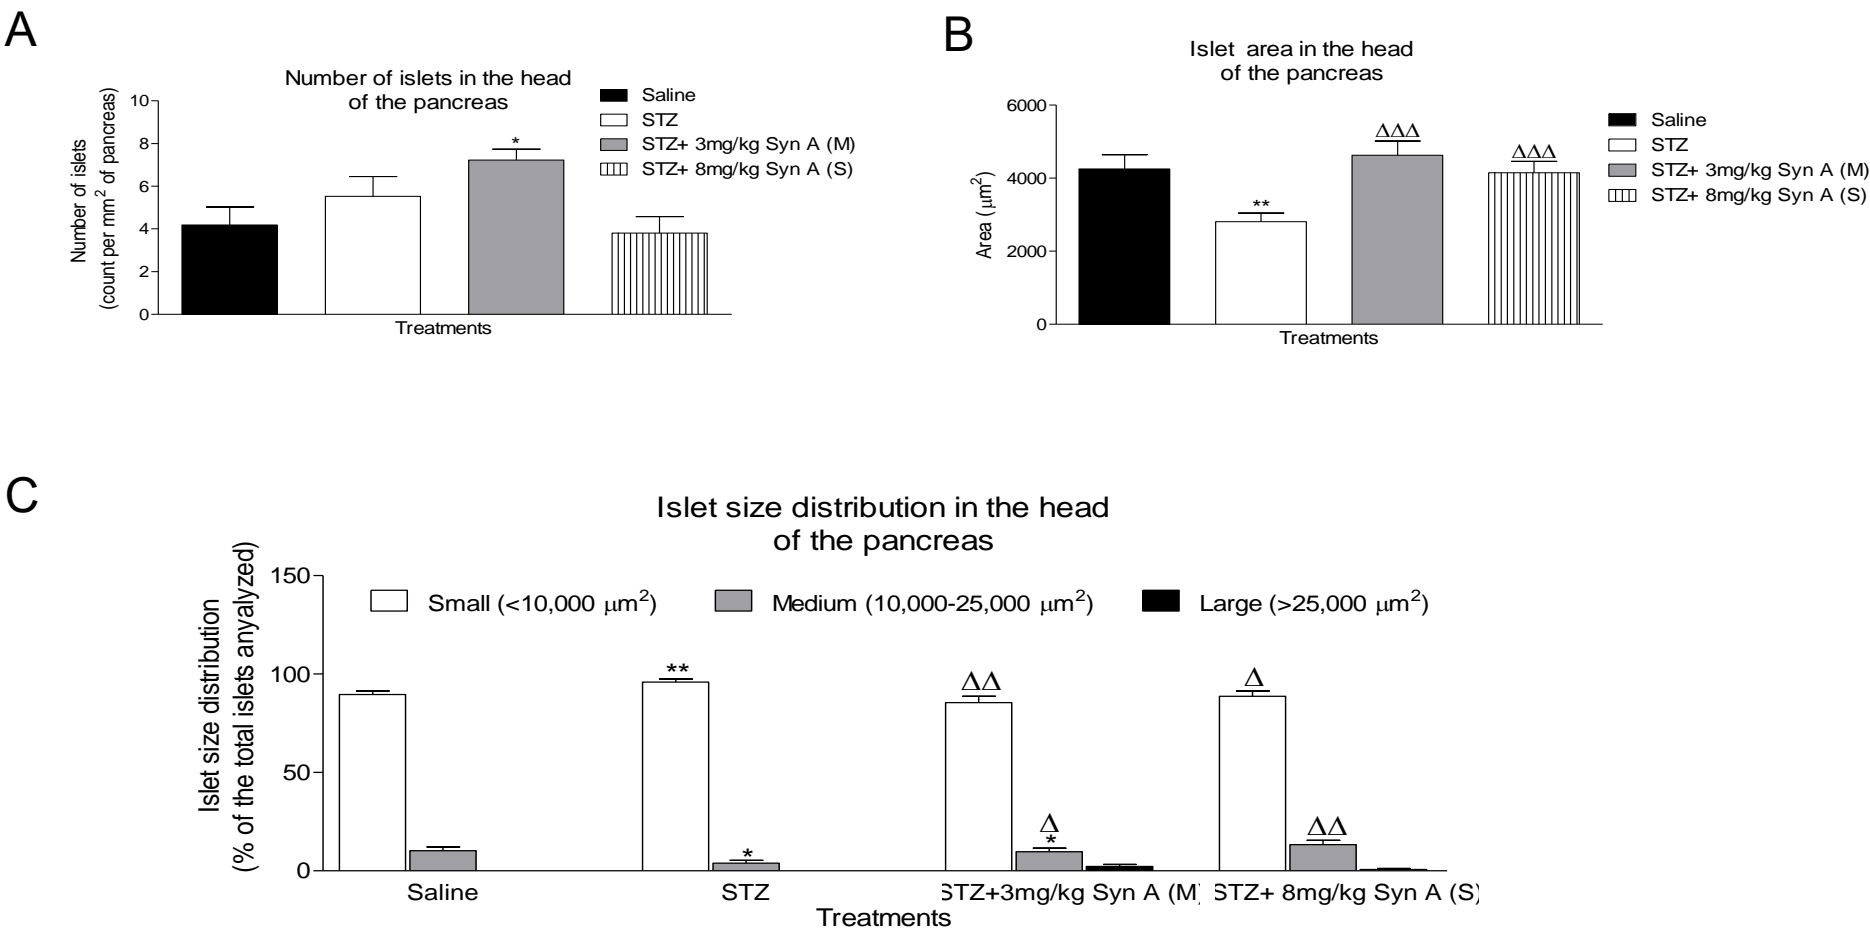 A
Number of islets in the head
of the pancreas
Number of islets
(count per mm² of pancreas)
10
8
6
4
2
0
*
Treatments
Saline
STZ
STZ+ 3mg/kg Syn A (M)
STZ+ 8mg/kg Syn A (S)
B
Islet area in the head
of the pancreas
Area (μm²)
6000
4000
2000
0
**
ΔΔΔ
ΔΔΔ
Treatments
Saline
STZ
STZ+ 3mg/kg Syn A (M)
STZ+ 8mg/kg Syn A (S)
C
Islet size distribution in the head
of the pancreas
Islet size distribution
(% of the total islets anyalyzed)
150
100
50
0
Small (<10,000 μm²)
Medium (10,000-25,000 μm²)
Large (>25,000 μm²)
**
*
ΔΔ
Δ
*
Δ
ΔΔ
Saline
STZ
STZ+3mg/kg Syn A (M)
STZ+ 8mg/kg Syn A (S)
Treatments